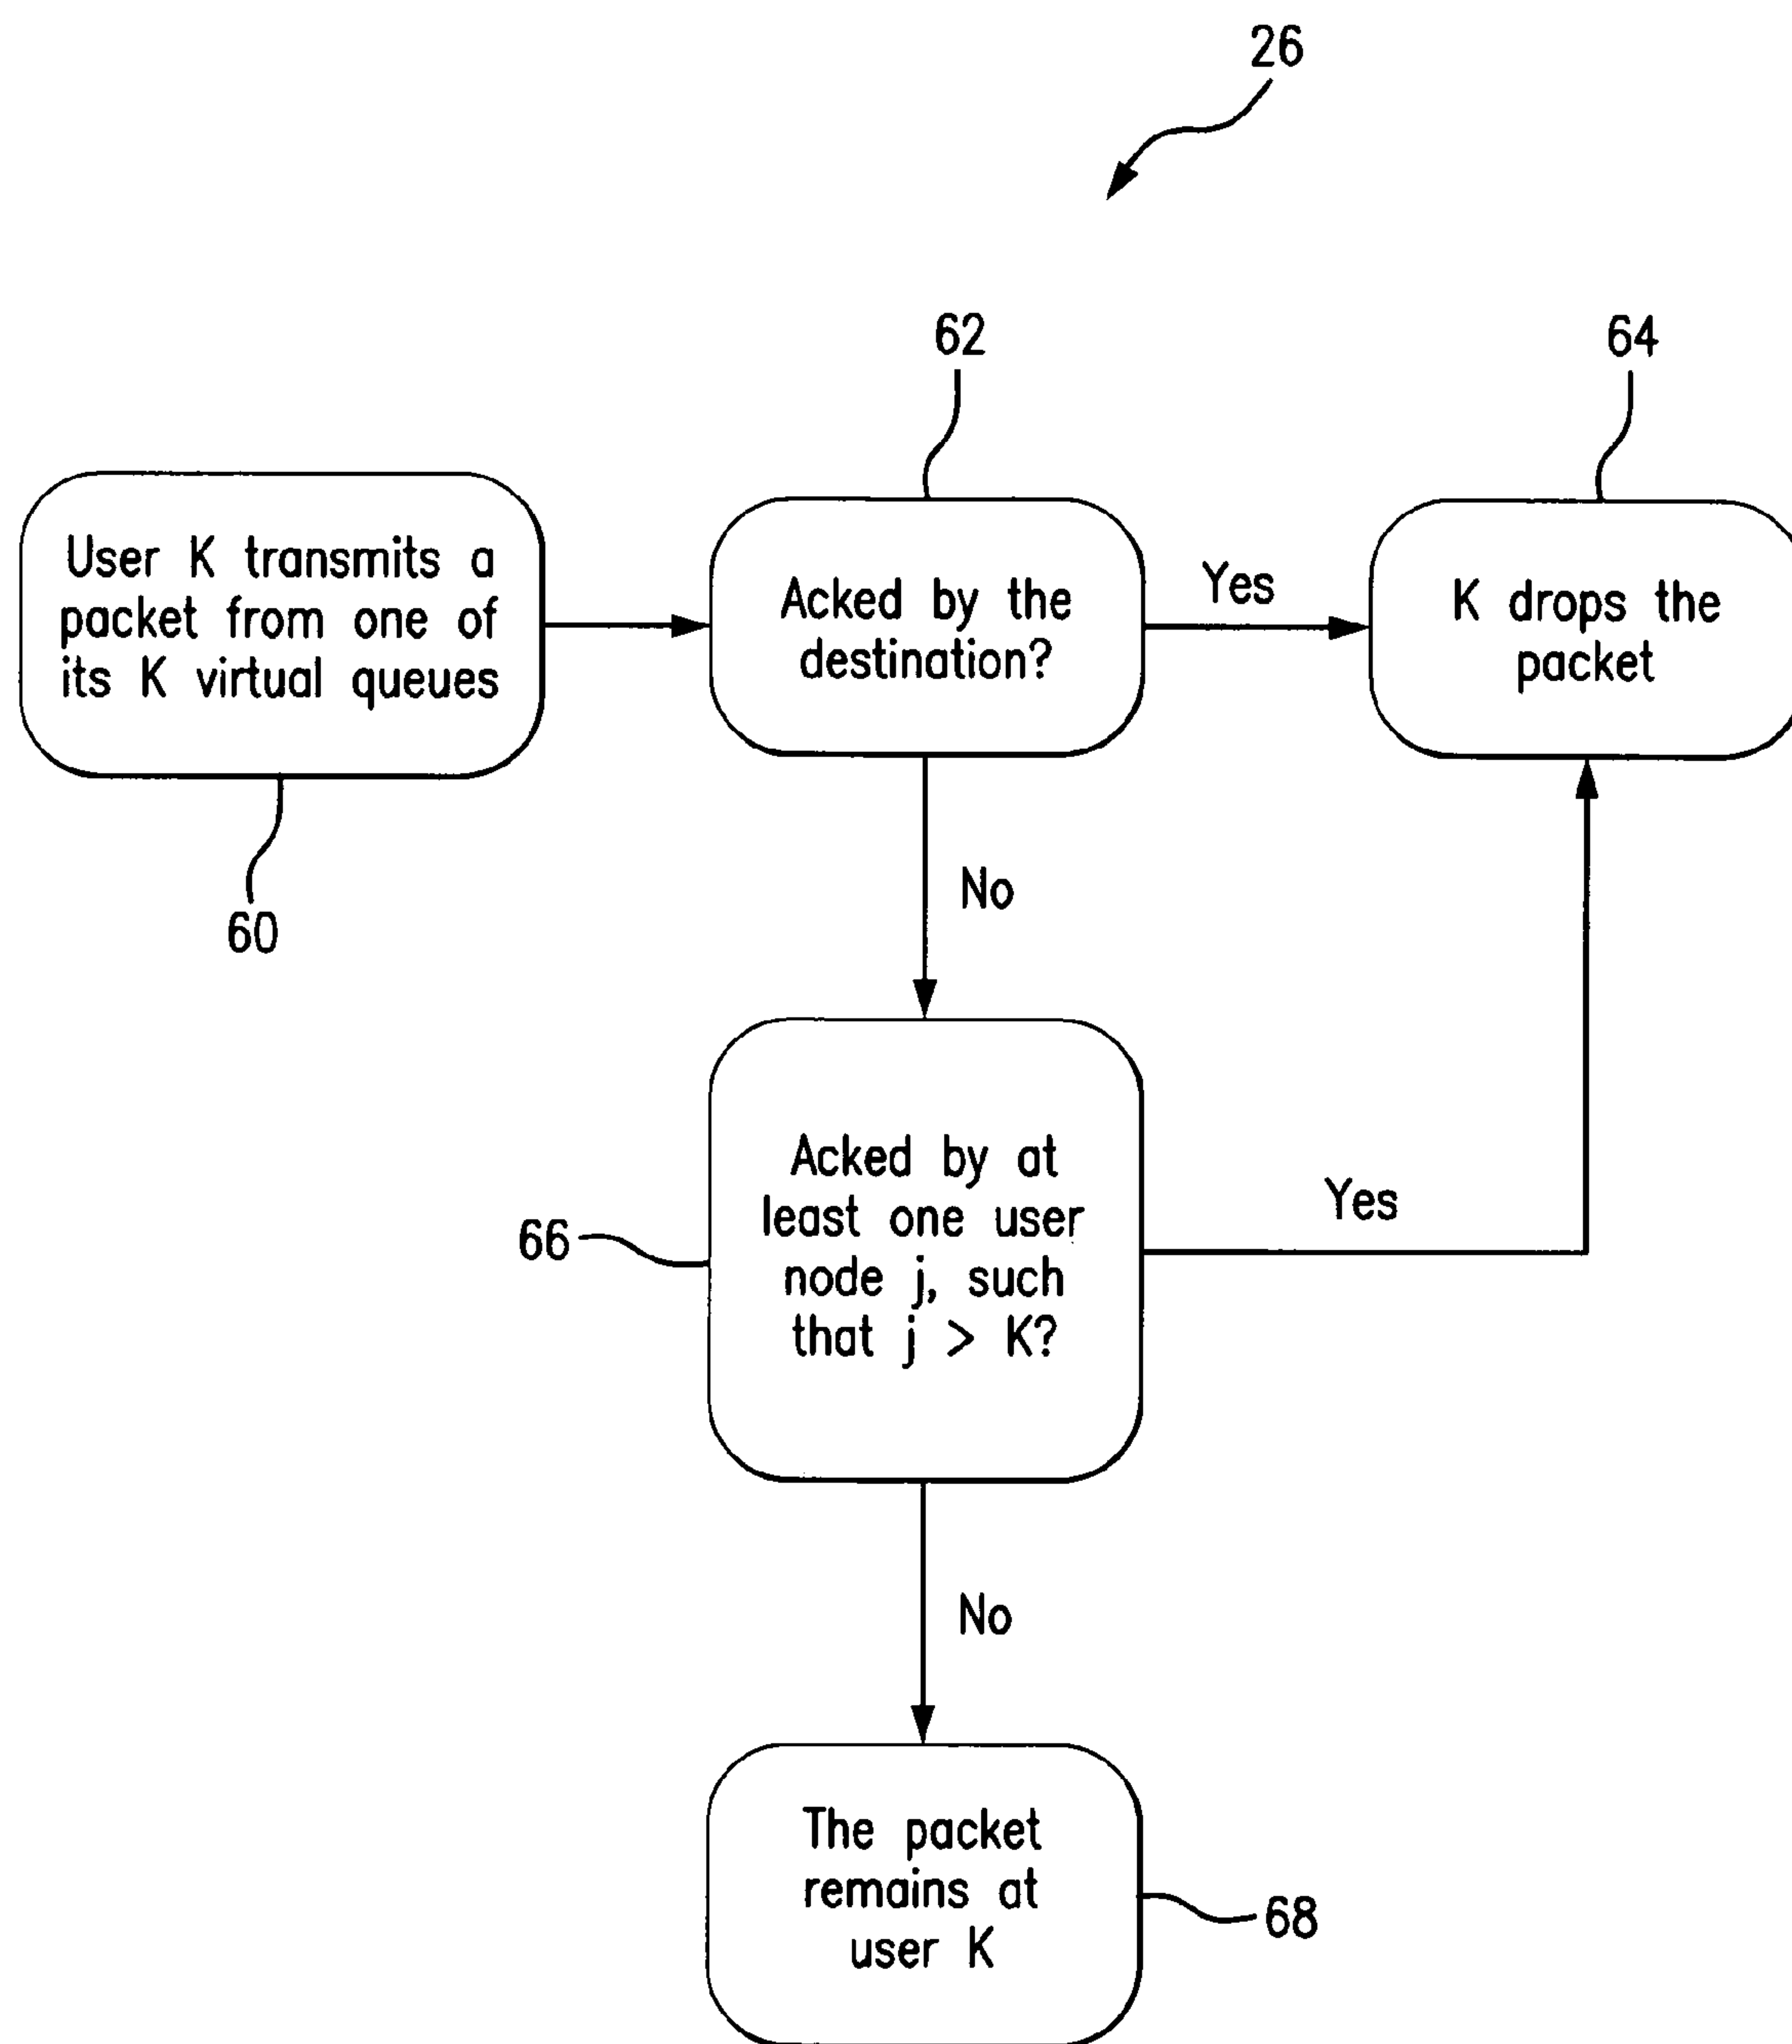 26
62
64
User K transmits a
packet from one of
its K virtual queues
Acked by the
destination?
Yes
K drops the
packet
60
No
66
Acked by at
least one user
node j, such
that j > K?
Yes
No
The packet
remains at
user K
68